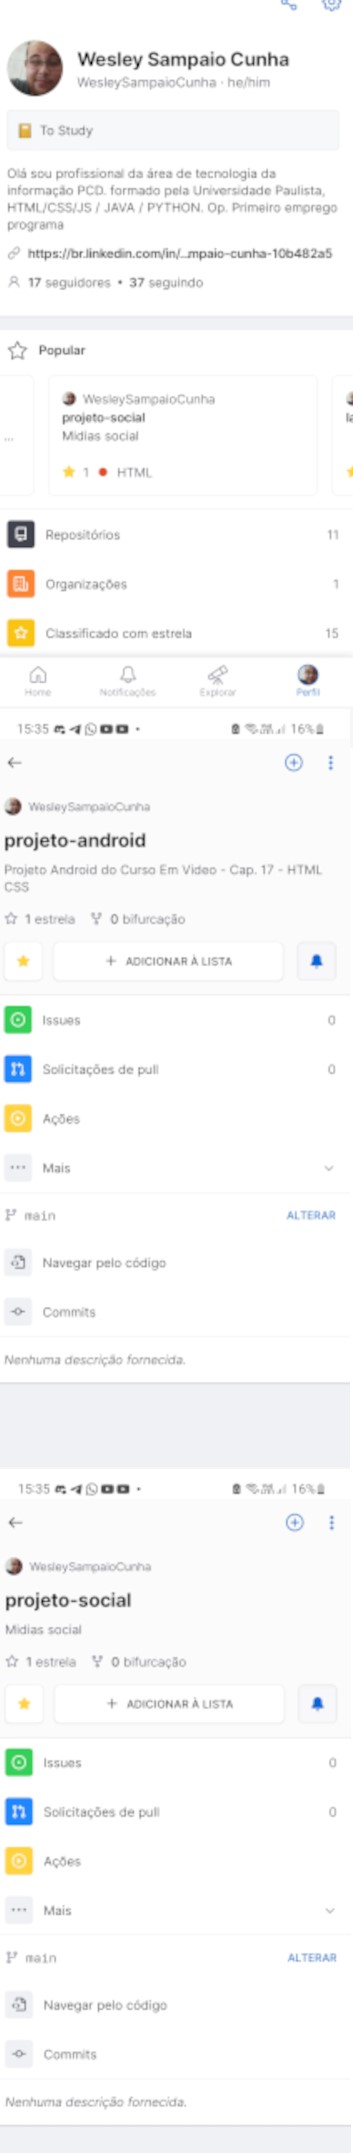 Wesley Sampaio Cunha
WesleySampaioCunha · he/him
To Study
Olá sou profissional da área de tecnologia da
informação PCD. formado pela Universidade Paulista,
HTML/CSS/JS / JAVA / PYTHON. Op. Primeiro emprego
programa
https://br.linkedin.com/in/...mpaio-cunha-10b482a5
17 seguidores • 37 seguindo
Popular
WesleySampaioCunha
projeto-social
Midias social
...
1 HTML
Repositórios 11
Organizações 1
Classificado com estrela 15
Home Notificações Explorar Perfil
15:35 16%
WesleySampaioCunha
projeto-android
Projeto Android do Curso Em Video - Cap. 17 - HTML
CSS
1 estrela 0 bifurcação
+ ADICIONAR À LISTA
Issues 0
Solicitações de pull 0
Ações
Mais
main ALTERAR
Navegar pelo código
Commits
Nenhuma descrição fornecida.
15:35 16%
WesleySampaioCunha
projeto-social
Midias social
1 estrela 0 bifurcação
+ ADICIONAR À LISTA
Issues 0
Solicitações de pull 0
Ações
Mais
main ALTERAR
Navegar pelo código
Commits
Nenhuma descrição fornecida.